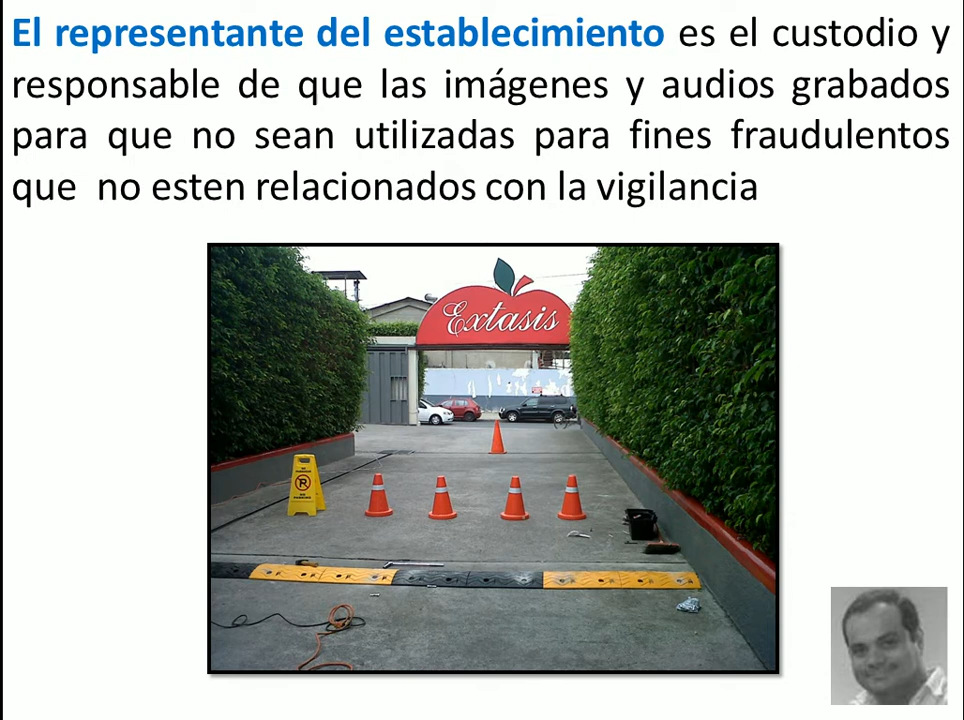 El representante del establecimiento es el custodio y
responsable de que las imágenes y audios grabados
para que no sean utilizadas para fines fraudulentos
que  no esten relacionados con la vigilancia
Extasis